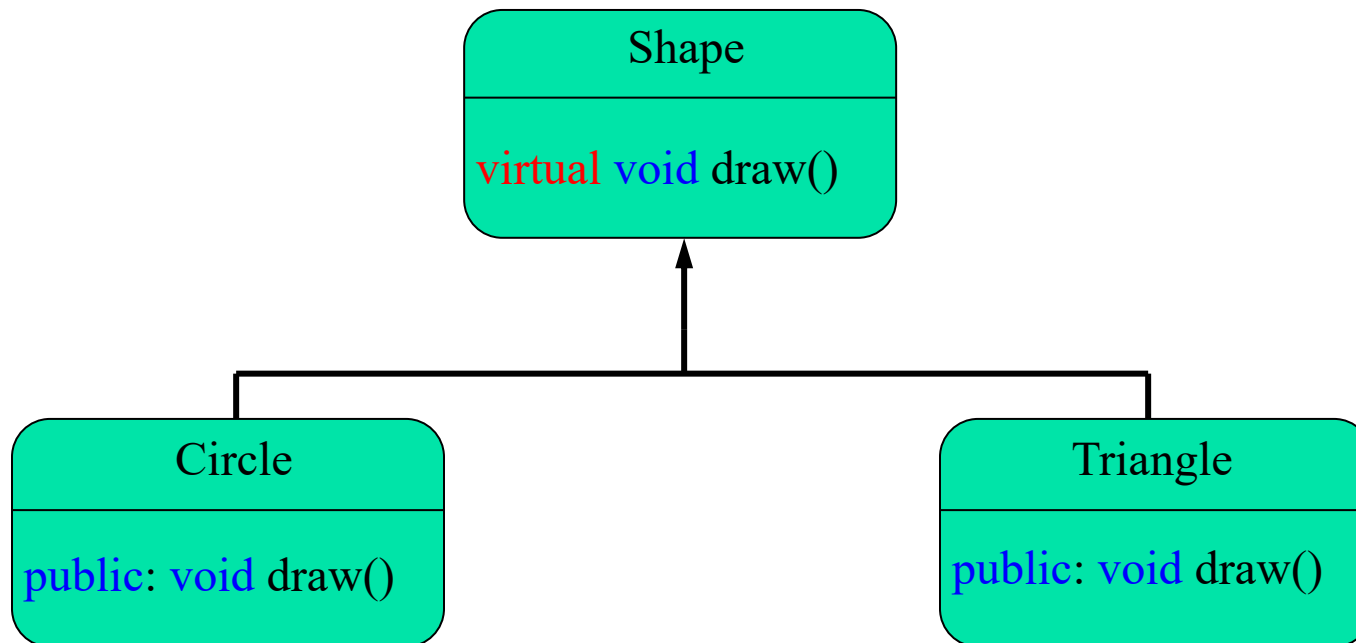 Shape
virtual void draw()
Circle
public: void draw()
Triangle
public: void draw()